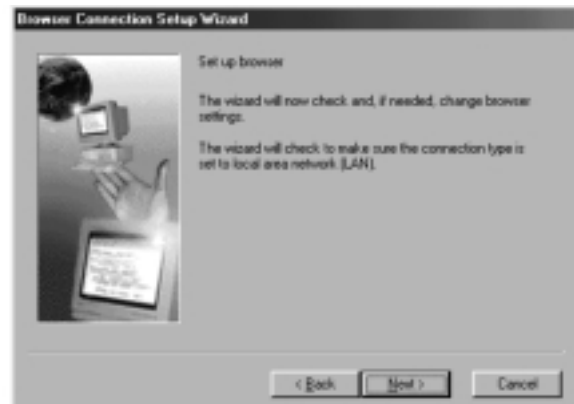 Browser Connection Setup Wizard
Set up browser
The wizard will now check and, if needed, change browser
settings.
The wizard will check to make sure the connection type is
set to local area network (LAN).
< Back
Next >
Cancel